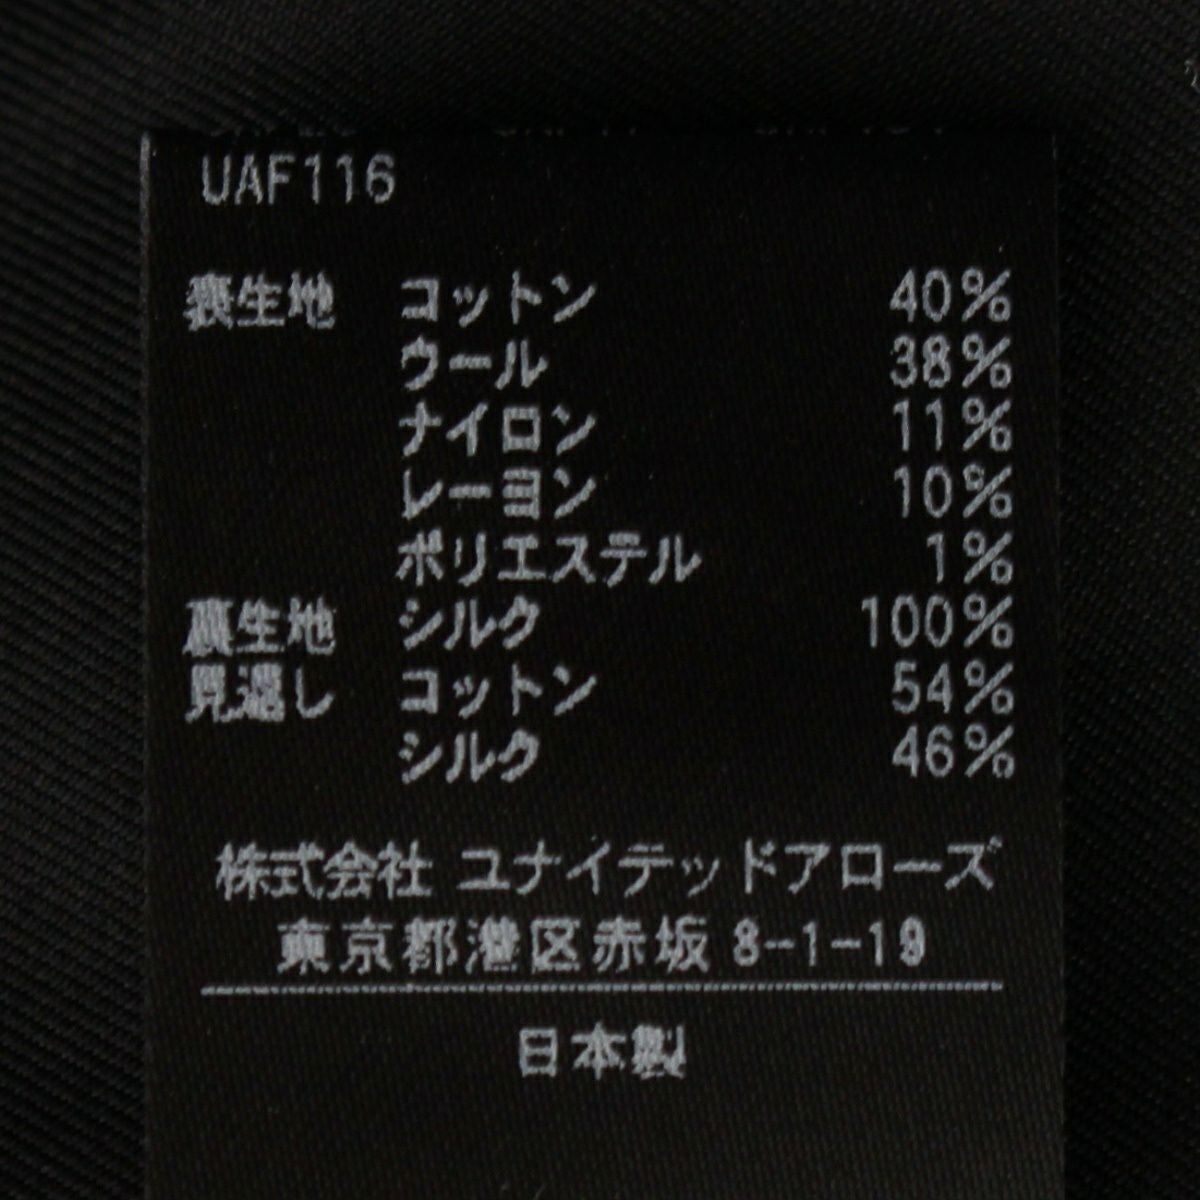 UAF116
表生地 コットン 40%
ウール 38%
ナイロン 11%
レーヨン 10%
ポリエステル 1%
裏生地 シルク 100%
見返し コットン 54%
シルク 46%
株式会社 ユナイテッドアローズ
東京都港区赤坂 8-1-19
日本製